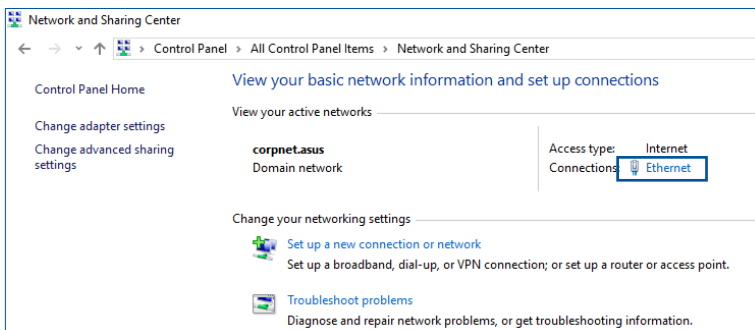 Network and Sharing Center
Control Panel > All Control Panel Items > Network and Sharing Center
Control Panel Home
Change adapter settings
Change advanced sharing
settings
View your basic network information and set up connections
View your active networks
corpnet.asus
Domain network
Access type: Internet
Connections: Ethernet
Change your networking settings
Set up a new connection or network
Set up a broadband, dial-up, or VPN connection; or set up a router or access point.
Troubleshoot problems
Diagnose and repair network problems, or get troubleshooting information.